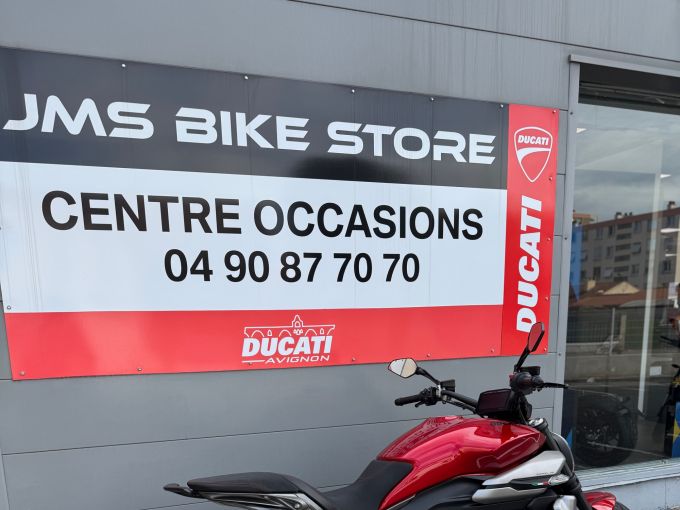 JMS BIKE STORE
CENTRE OCCASIONS
04 90 87 70 70
DUCATI
AVIGNON
DUCATI
DUCATI